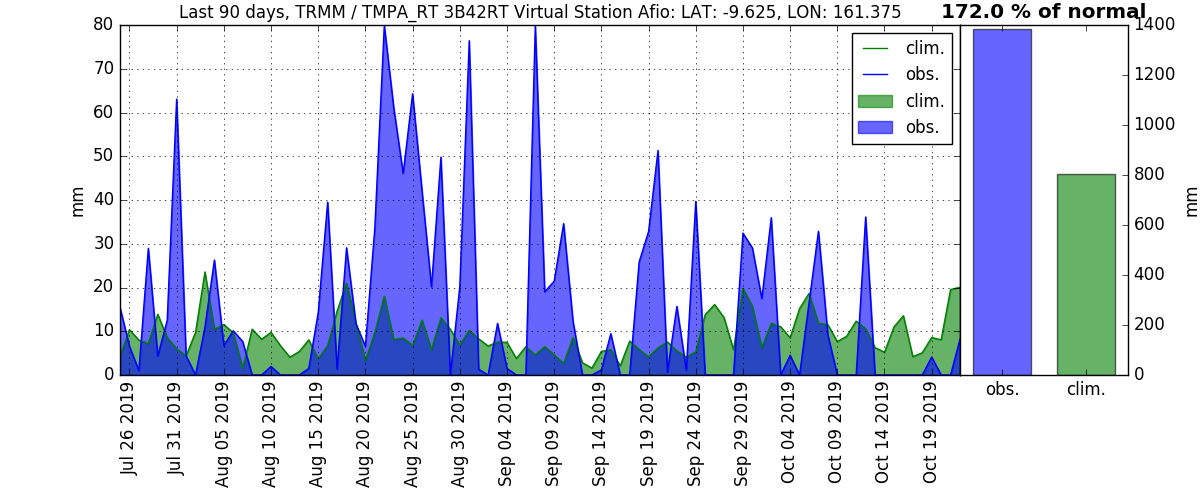 Last 90 days, TRMM / TMPA_RT 3B42RT Virtual Station Afio: LAT: -9.625, LON: 161.375
172.0 % of normal
80
70
60
50
40
30
20
10
0
mm
clim.
obs.
clim.
obs.
1400
1200
1000
800
600
400
200
0
mm
obs.
clim.
Jul 26 2019
Jul 31 2019
Aug 05 2019
Aug 10 2019
Aug 15 2019
Aug 20 2019
Aug 25 2019
Aug 30 2019
Sep 04 2019
Sep 09 2019
Sep 14 2019
Sep 19 2019
Sep 24 2019
Sep 29 2019
Oct 04 2019
Oct 09 2019
Oct 14 2019
Oct 19 2019